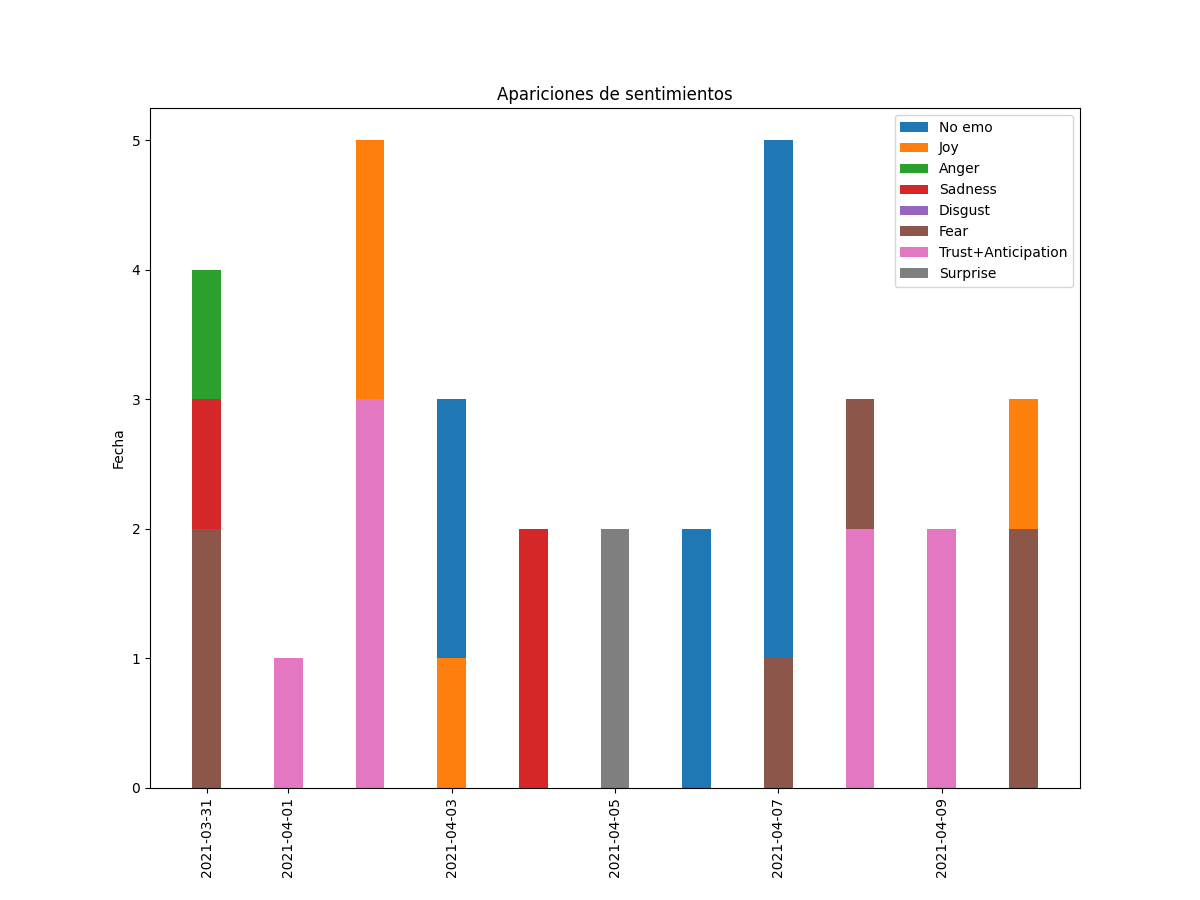 Apariciones de sentimientos
No emo
Joy
Anger
Sadness
Disgust
Fear
Trust+Anticipation
Surprise
Fecha
5
4
3
2
1
0
2021-03-31
2021-04-01
2021-04-03
2021-04-05
2021-04-07
2021-04-09